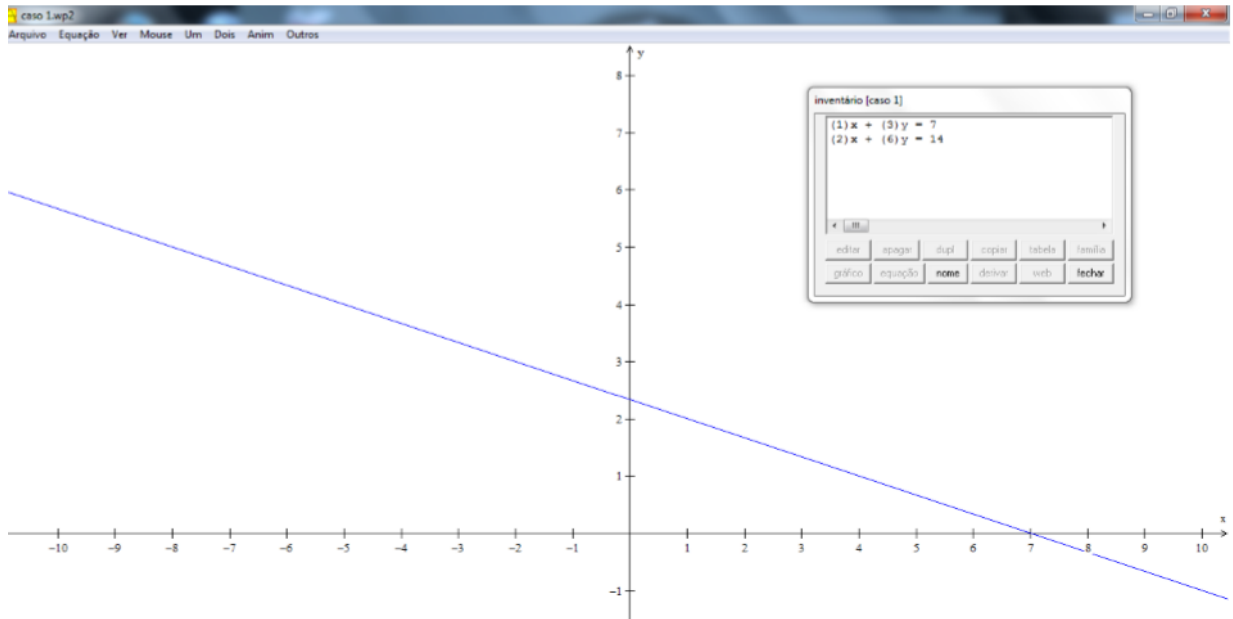 caso 1.wp2
Arquivo Equação Ver Mouse Um Dois Anim Outros
y
8
7
6
5
4
3
2
1
-1
x
-10 -9 -8 -7 -6 -5 -4 -3 -2 -1 1 2 3 4 5 6 7 8 9 10
inventário [caso 1]
(1)x + (3)y = 7
(2)x + (6)y = 14
editar apagar dupl copiar tabela família
gráfico equação nome derivar web fechar